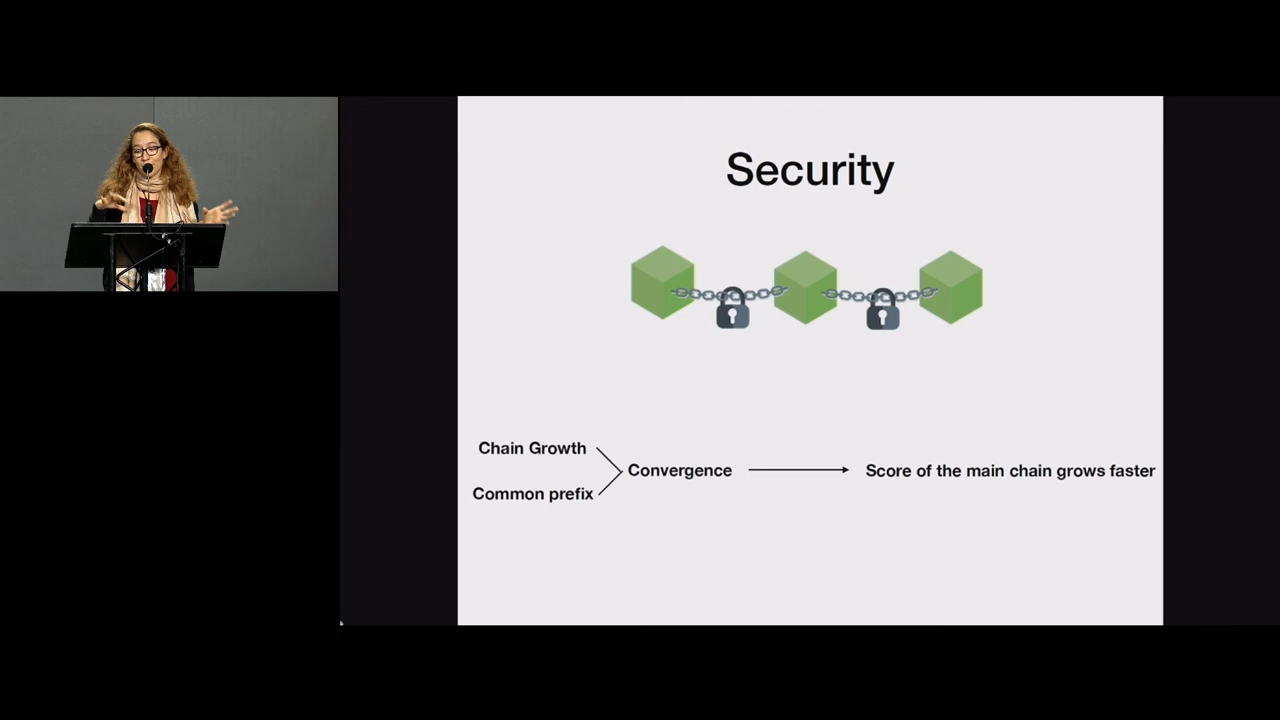 Security
Chain Growth
Common prefix
Convergence
Score of the main chain grows faster